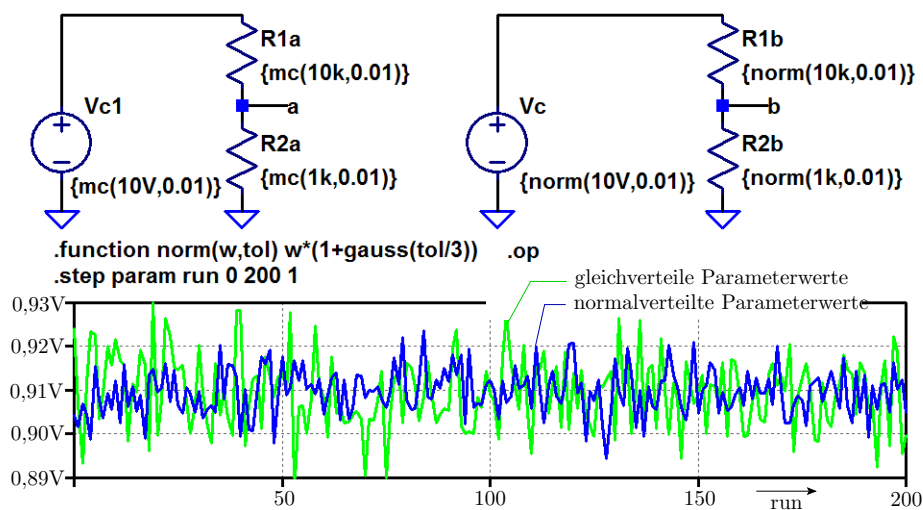 R1a
{mc(10k,0.01)}
Vc1
a
R2a
{mc(1k,0.01)}
{mc(10V,0.01)}
R1b
{norm(10k,0.01)}
Vc
b
R2b
{norm(1k,0.01)}
{norm(10V,0.01)}
.function norm(w,tol) w*(1+gauss(tol/3))
.op
.step param run 0 200 1
gleichverteile Parameterwerte
normalverteilte Parameterwerte
0,93V
0,92V
0,91V
0,90V
0,89V
50
100
150
200
run